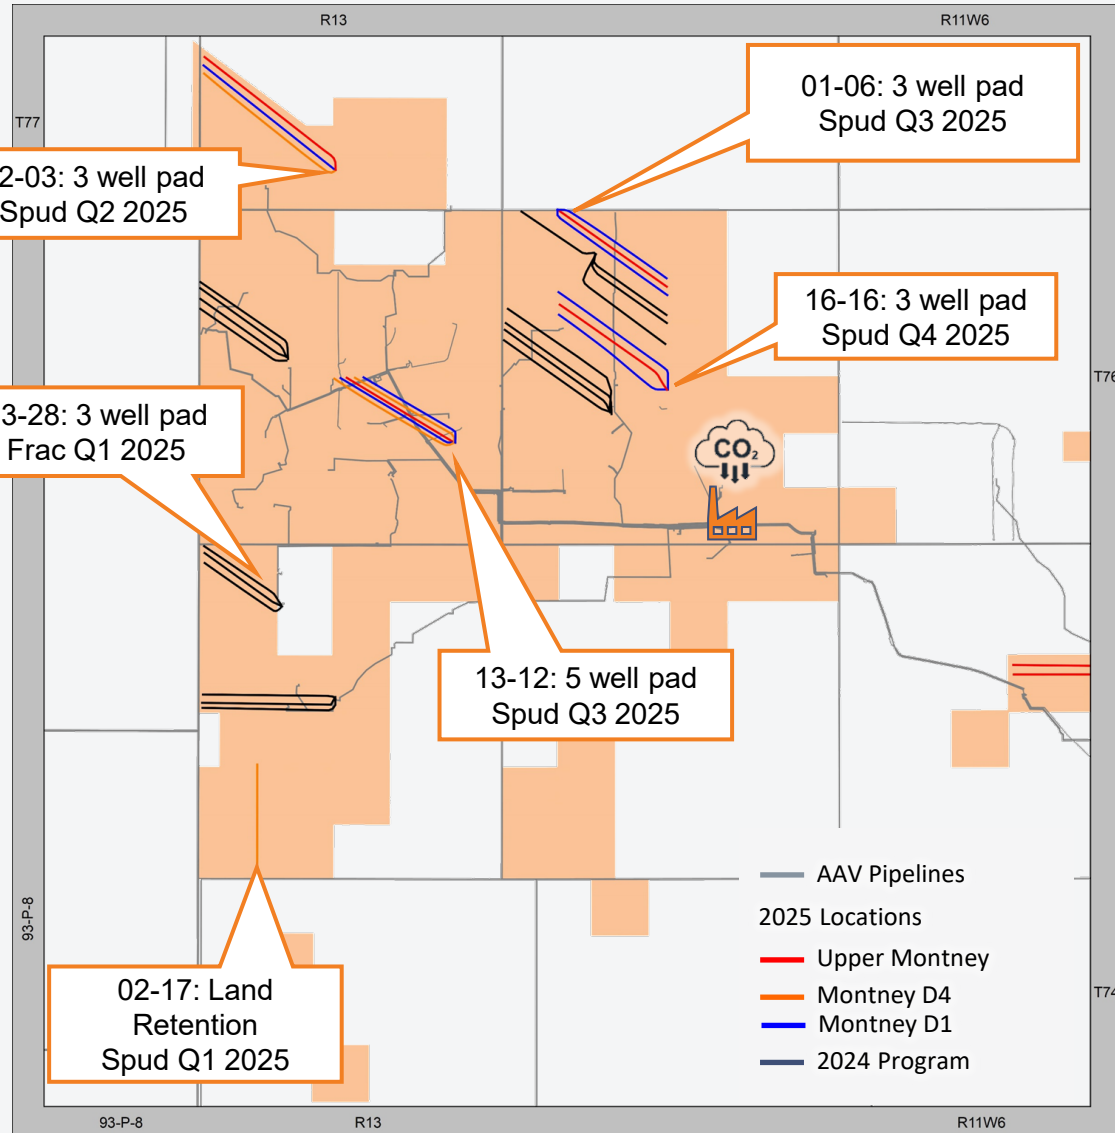 R13
R11W6
01-06: 3 well pad
Spud Q3 2025
T77
2-03: 3 well pad
Spud Q2 2025
16-16: 3 well pad
Spud Q4 2025
T76
3-28: 3 well pad
Frac Q1 2025
CO₂
13-12: 5 well pad
Spud Q3 2025
AAV Pipelines
2025 Locations
Upper Montney
Montney D4
Montney D1
2024 Program
93-P-8
02-17: Land
Retention
Spud Q1 2025
T74
93-P-8
R13
R11W6